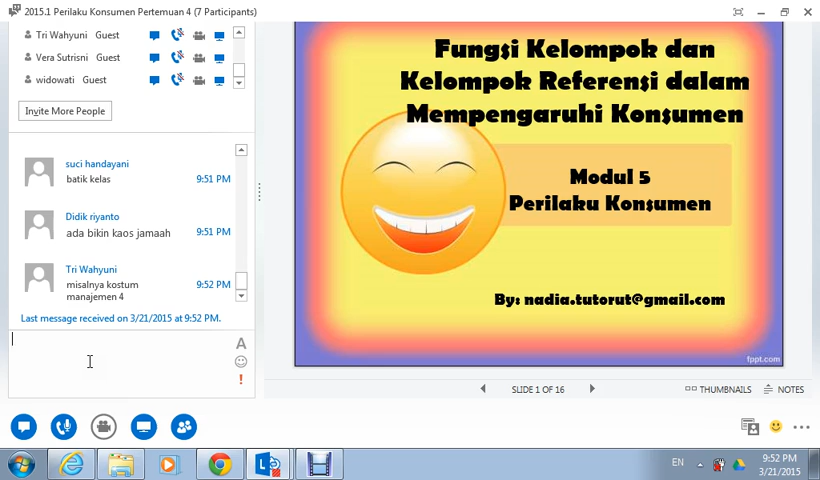 2015.1 Perilaku Konsumen Pertemuan 4 (7 Participants)
Tri Wahyuni Guest
Vera Sutrisni Guest
widowati Guest
Invite More People
suci handayani
batik kelas 9:51 PM
Didik riyanto
ada bikin kaos jamaah 9:51 PM
Tri Wahyuni
misalnya kostum 9:52 PM
manajemen 4
Last message received on 3/21/2015 at 9:52 PM.
A
!
Fungsi Kelompok dan
Kelompok Referensi dalam
Mempengaruhi Konsumen
Modul 5
Perilaku Konsumen
By: nadia.tutorut@gmail.com
fppt.com
SLIDE 1 OF 16
THUMBNAILS
NOTES
EN
9:52 PM
3/21/2015